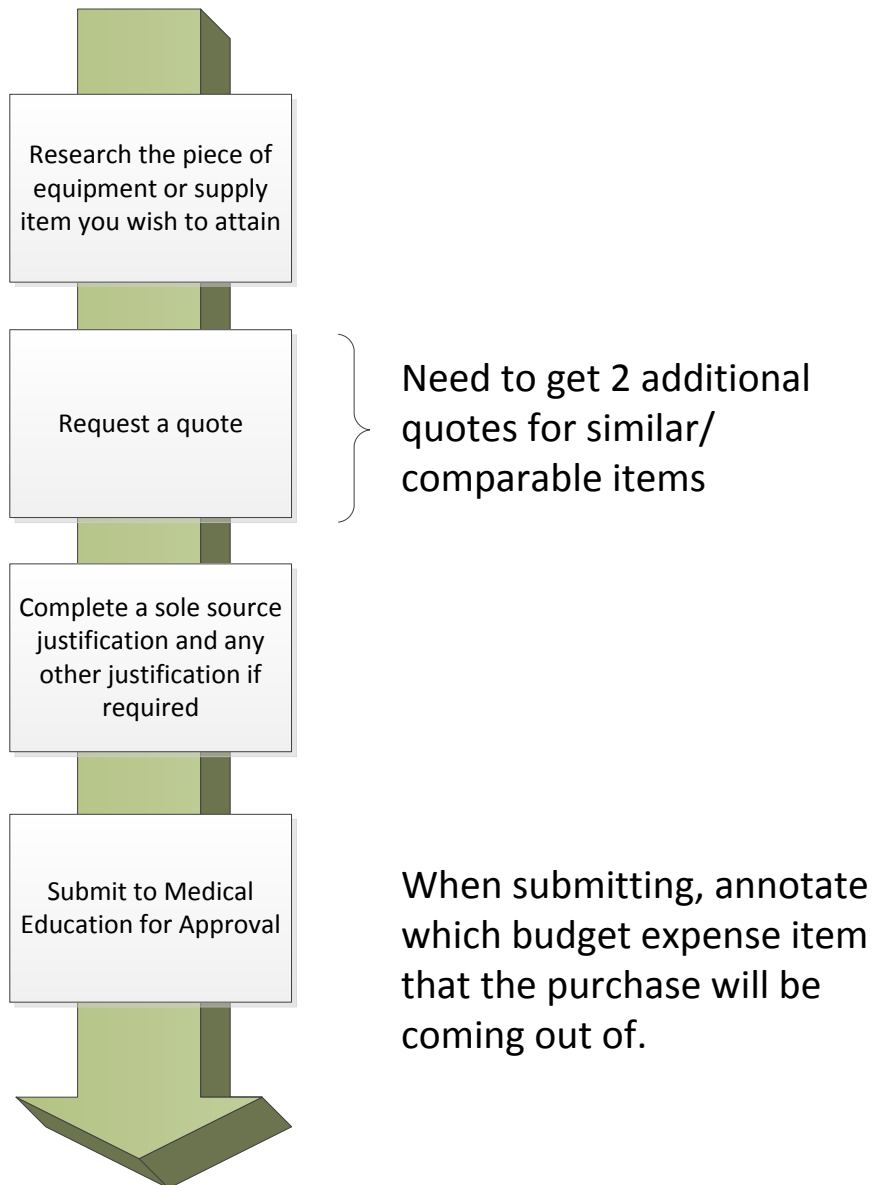 Research the piece of
equipment or supply
item you wish to attain
Request a quote
Need to get 2 additional
quotes for similar/
comparable items
Complete a sole source
justification and any
other justification if
required
Submit to Medical
Education for Approval
When submitting, annotate
which budget expense item
that the purchase will be
coming out of.